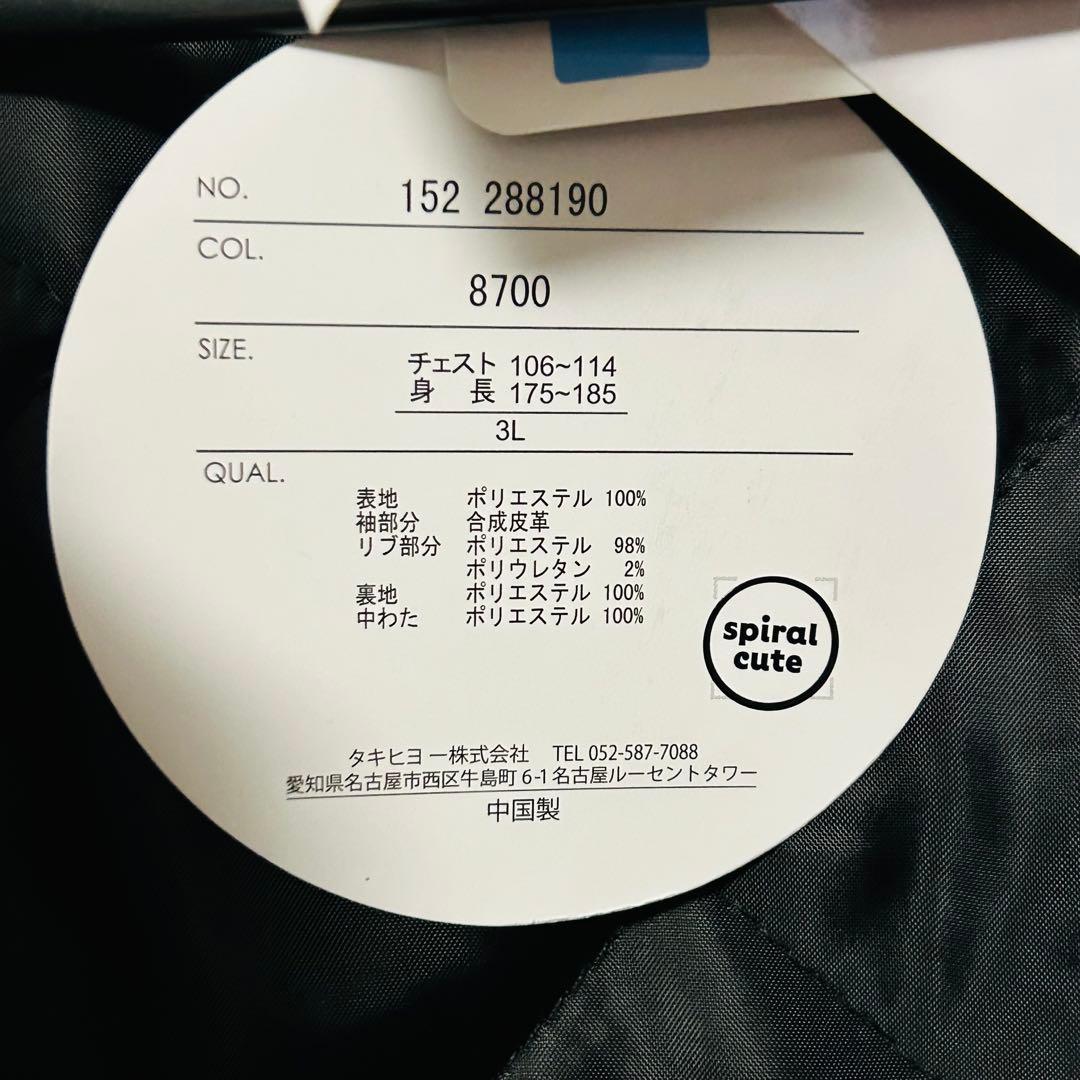 NO. 152 288190
COL. 8700
SIZE. チェスト 106~114
身 長 175~185
3L
QUAL.
表地 ポリエステル 100%
袖部分 合成皮革
リブ部分 ポリエステル 98%
ポリウレタン 2%
裏地 ポリエステル 100%
中わた ポリエステル 100%
spiral
cute
タキヒヨー株式会社 TEL 052-587-7088
愛知県名古屋市西区牛島町 6-1 名古屋ルーセントタワー
中国製